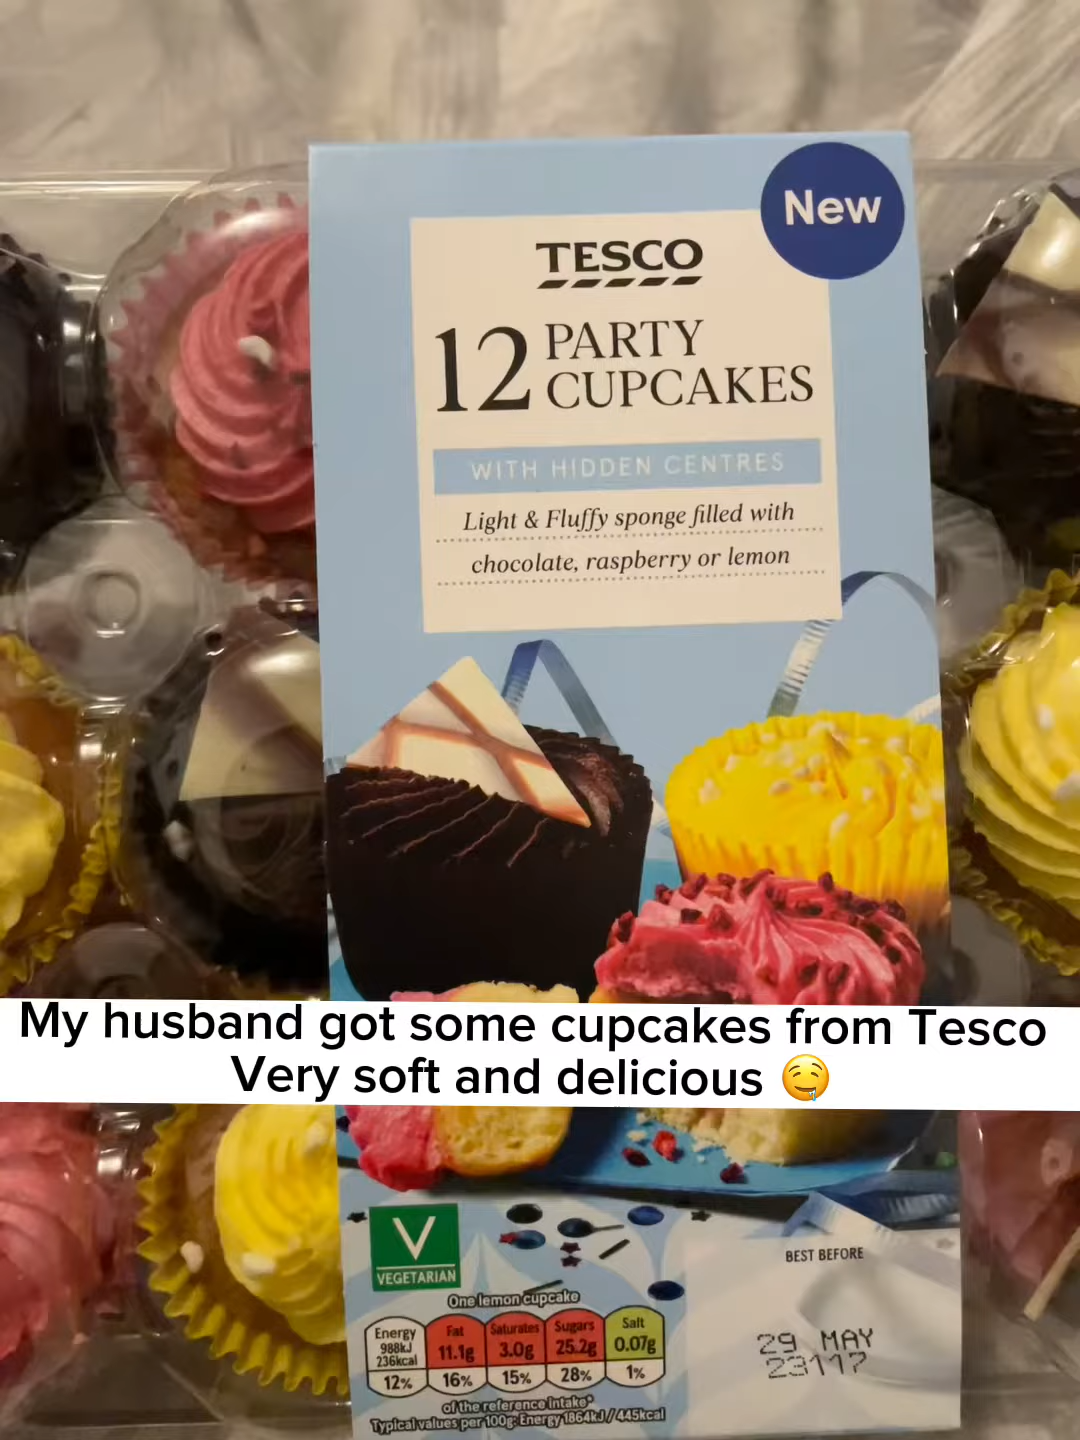 New
TESCO
12 PARTY CUPCAKES
WITH HIDDEN CENTRES
Light & Fluffy sponge filled with
chocolate, raspberry or lemon
My husband got some cupcakes from Tesco
Very soft and delicious 🤤
V
VEGETARIAN
One lemon cupcake
Energy 988kJ 236kcal 12%
Fat 11.1g 16%
Saturates 3.0g 15%
Sugars 25.2g 28%
Salt 0.07g 1%
of the reference intake*
Typical values per 100g: Energy 1864kJ / 445kcal
BEST BEFORE
29 MAY
23117